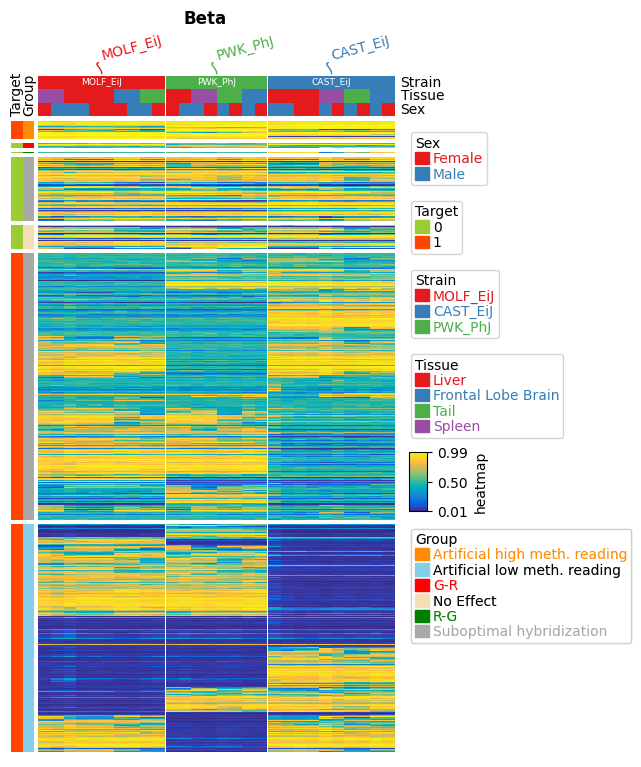 Beta
MOLF_EiJ
PWK_PhJ
CAST_EiJ
Target
Group
MOLF_EiJ
PWK_PhJ
CAST_EiJ
Strain
Tissue
Sex
Sex
Female
Male
Target
0
1
Strain
MOLF_EiJ
CAST_EiJ
PWK_PhJ
Tissue
Liver
Frontal Lobe Brain
Tail
Spleen
0.99
0.50
0.01
heatmap
Group
Artificial high meth. reading
Artificial low meth. reading
G-R
No Effect
R-G
Suboptimal hybridization